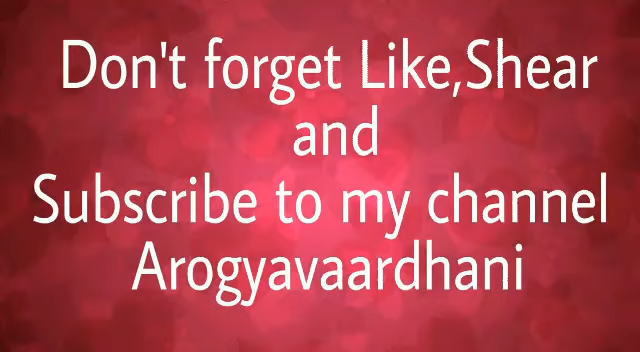 Don't forget Like,Shear
and
Subscribe to my channel
Arogyavaardhani